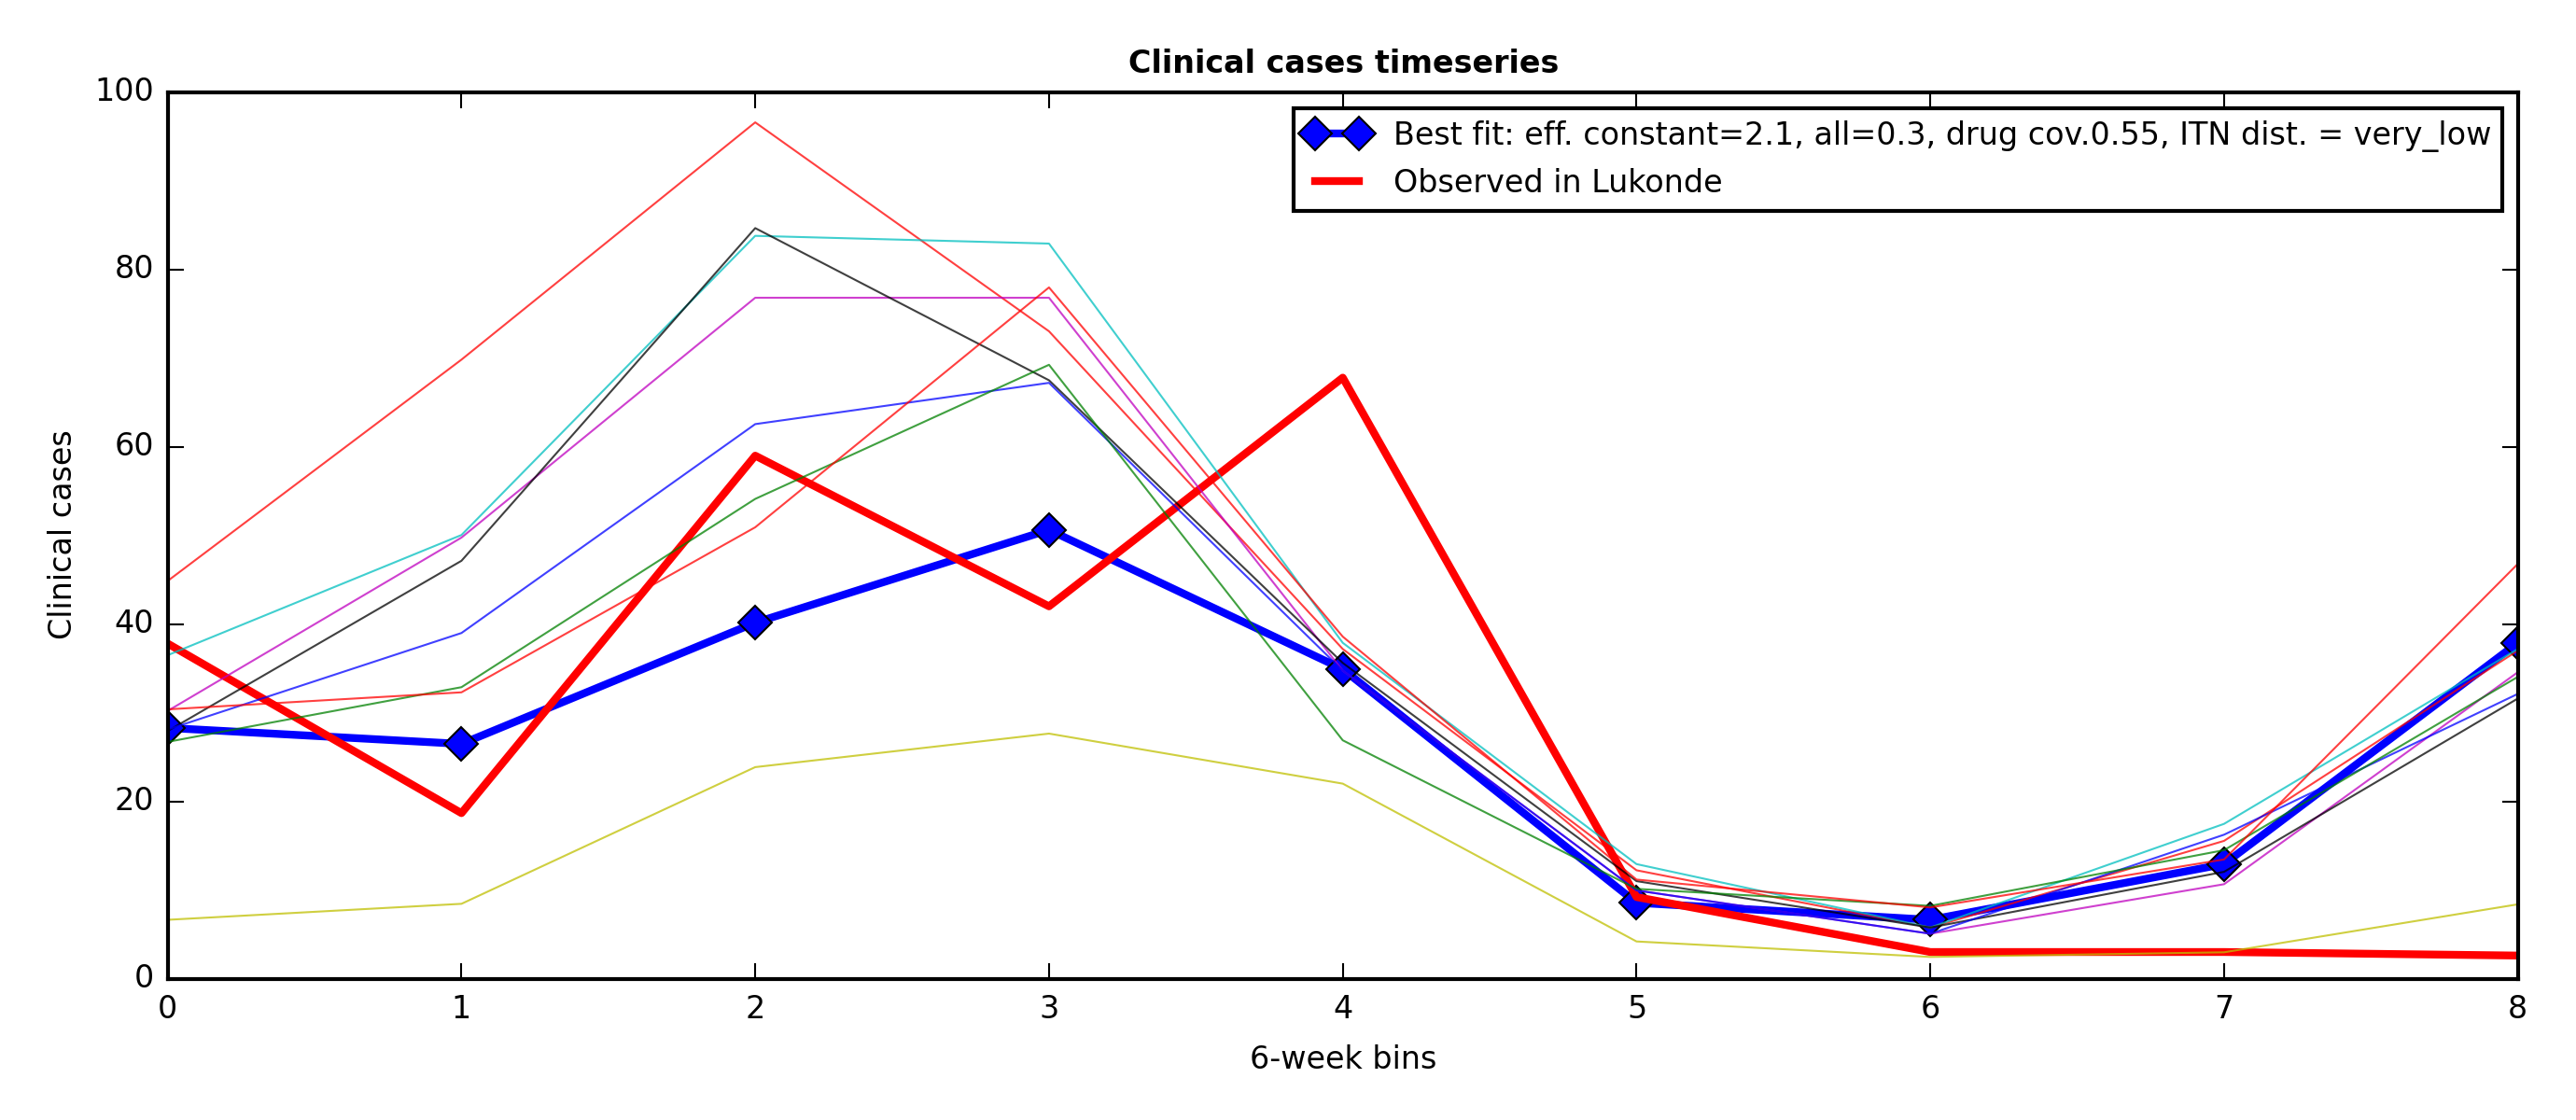 Clinical cases timeseries
Best fit: eff. constant=2.1, all=0.3, drug cov.0.55, ITN dist. = very_low
Observed in Lukonde
Clinical cases
100
80
60
40
20
0
0 1 2 3 4 5 6 7 8
6-week bins